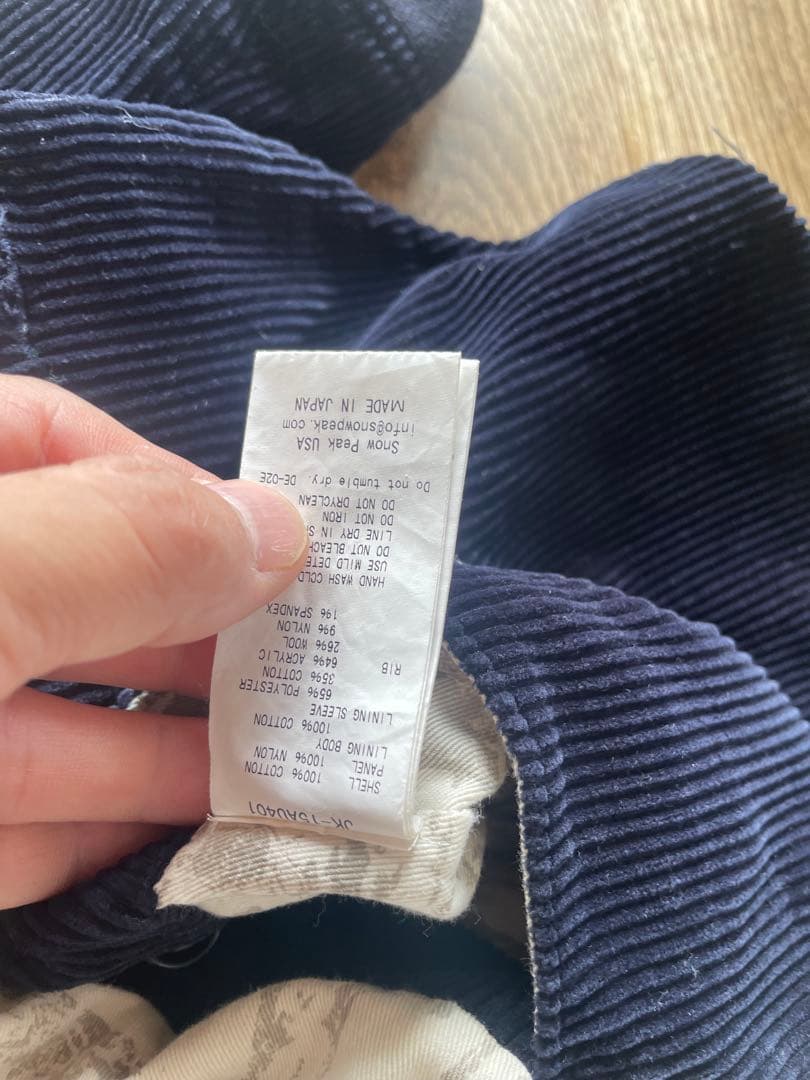 JK-15AU401
SHELL 100% COTTON
PANEL 100% NYLON
LINING BODY
100% COTTON
LINING SLEEVE
65% POLYESTER
35% COTTON
RIB 64% ACRYLIC
26% WOOL
9% NYLON
1% SPANDEX
HAND WASH COLD
USE MILD
DO NOT BLEACH
LINE DRY IN
DO NOT IRON
DO NOT DRYCLEAN
Do not tumble dry. DE-02E
Snow Peak USA
info@snowpeak.com
MADE IN JAPAN